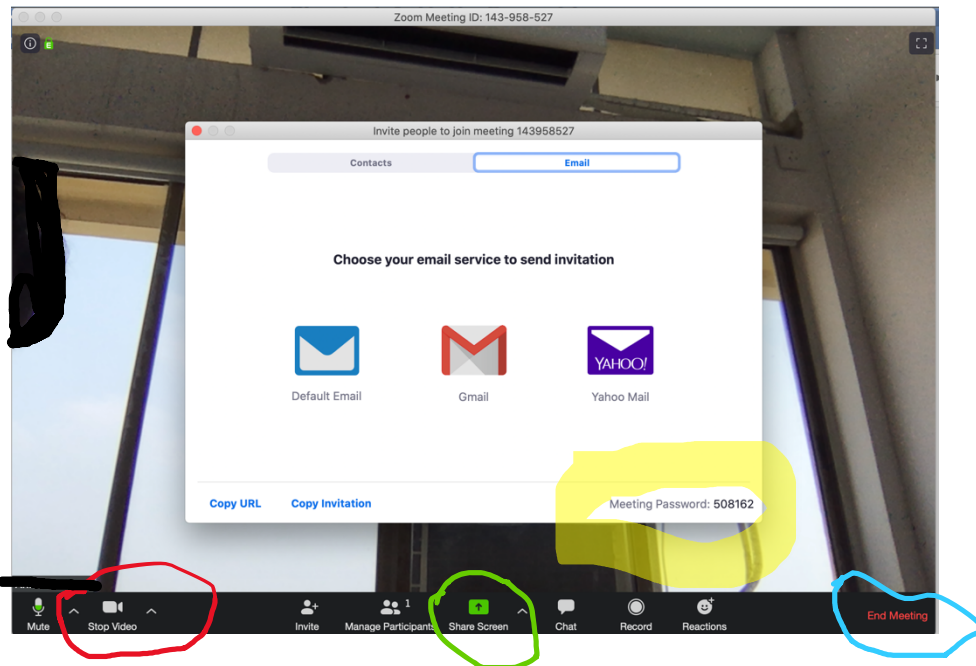 Zoom Meeting ID: 143-958-527
Invite people to join meeting 143958527
Contacts Email
Choose your email service to send invitation
YAHOO!
Default Email Gmail Yahoo Mail
Copy URL Copy Invitation Meeting Password: 508162
1
Mute Stop Video Invite Manage Participants Share Screen Chat Record Reactions End Meeting